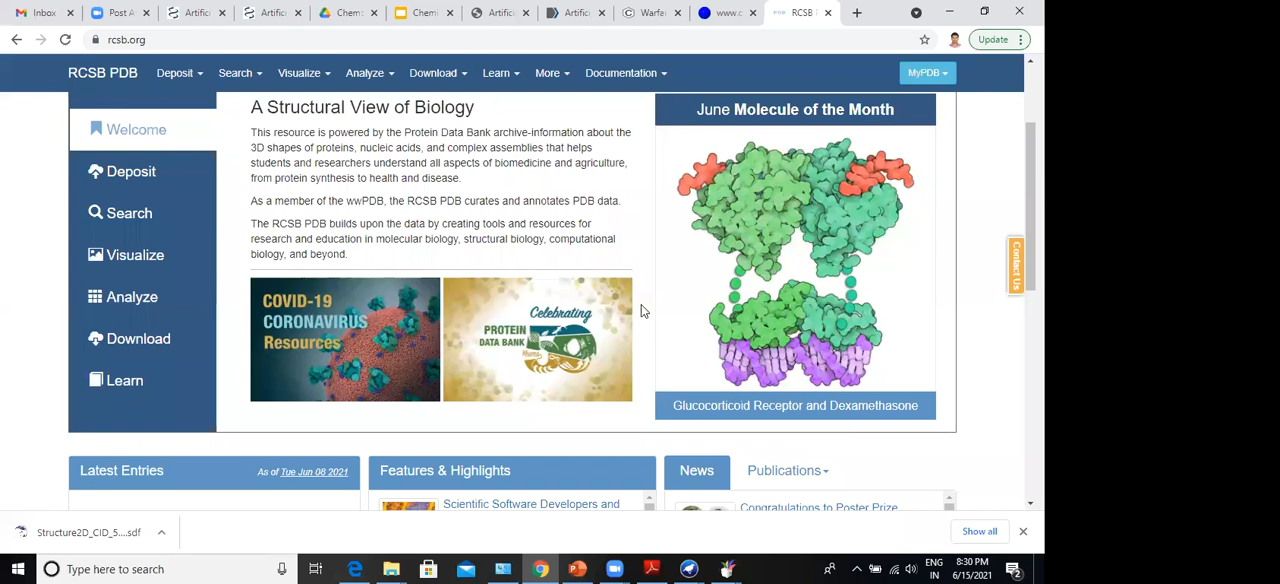 Inbox
Post A
Artific
Artific
Chem
Chemi
Artific
Artific
Warfar
www.c
RCSB
rcsb.org
Update
RCSB PDB
Deposit
Search
Visualize
Analyze
Download
Learn
More
Documentation
MyPDB
Welcome
Deposit
Search
Visualize
Analyze
Download
Learn
A Structural View of Biology
This resource is powered by the Protein Data Bank archive-information about the
3D shapes of proteins, nucleic acids, and complex assemblies that helps
students and researchers understand all aspects of biomedicine and agriculture,
from protein synthesis to health and disease.
As a member of the wwPDB, the RCSB PDB curates and annotates PDB data.
The RCSB PDB builds upon the data by creating tools and resources for
research and education in molecular biology, structural biology, computational
biology, and beyond.
COVID-19
CORONAVIRUS
Resources
Celebrating
PROTEIN
DATA BANK
June Molecule of the Month
Glucocorticoid Receptor and Dexamethasone
Contact Us
Latest Entries
As of Tue Jun 08 2021
Features & Highlights
Scientific Software Developers and
News
Publications
Congratulations to Poster Prize
Structure2D_CID_5....sdf
Show all
Type here to search
ENG
IN
8:30 PM
6/15/2021
2